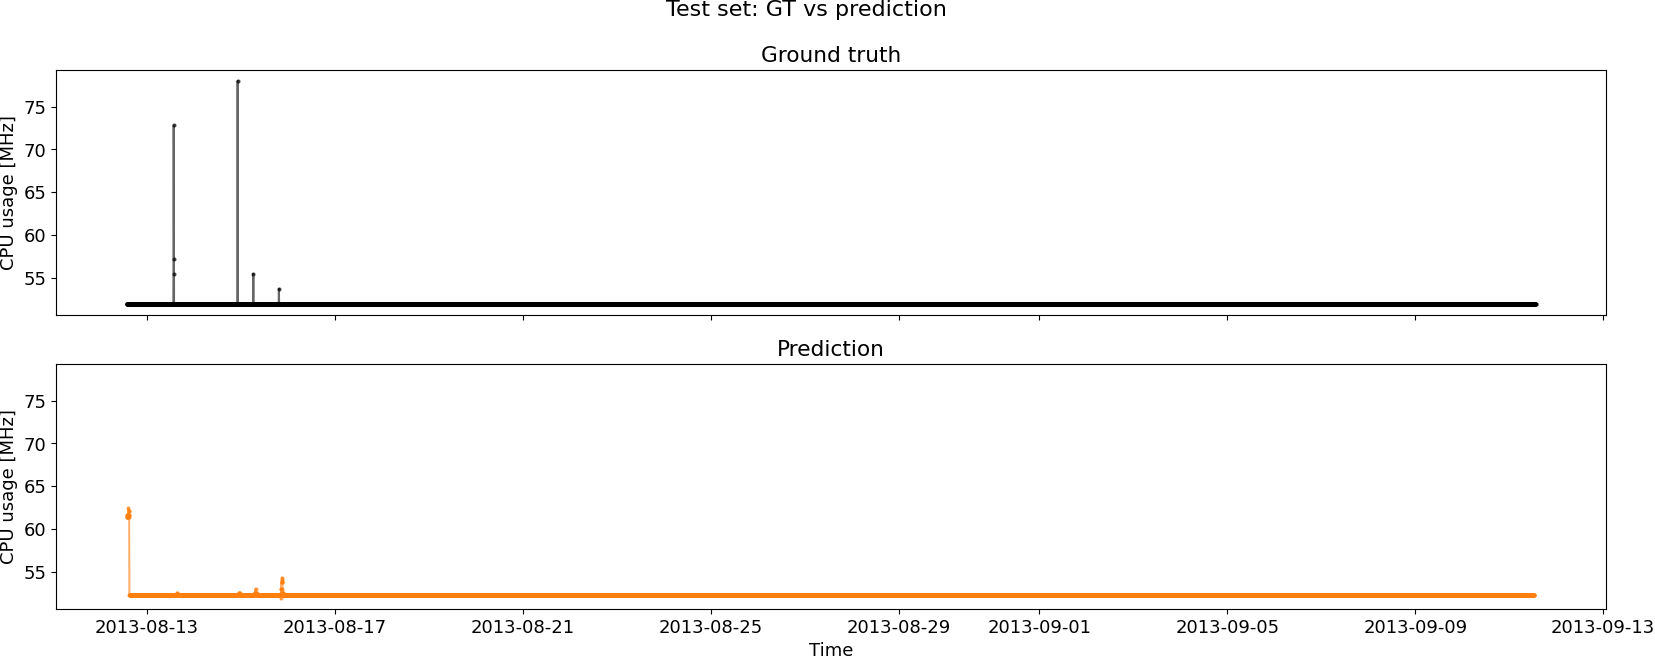 Test set: GT vs prediction
Ground truth
CPU usage [MHz]
75
70
65
60
55
Prediction
CPU usage [MHz]
75
70
65
60
55
2013-08-13 2013-08-17 2013-08-21 2013-08-25 2013-08-29 2013-09-01 2013-09-05 2013-09-09 2013-09-13
Time